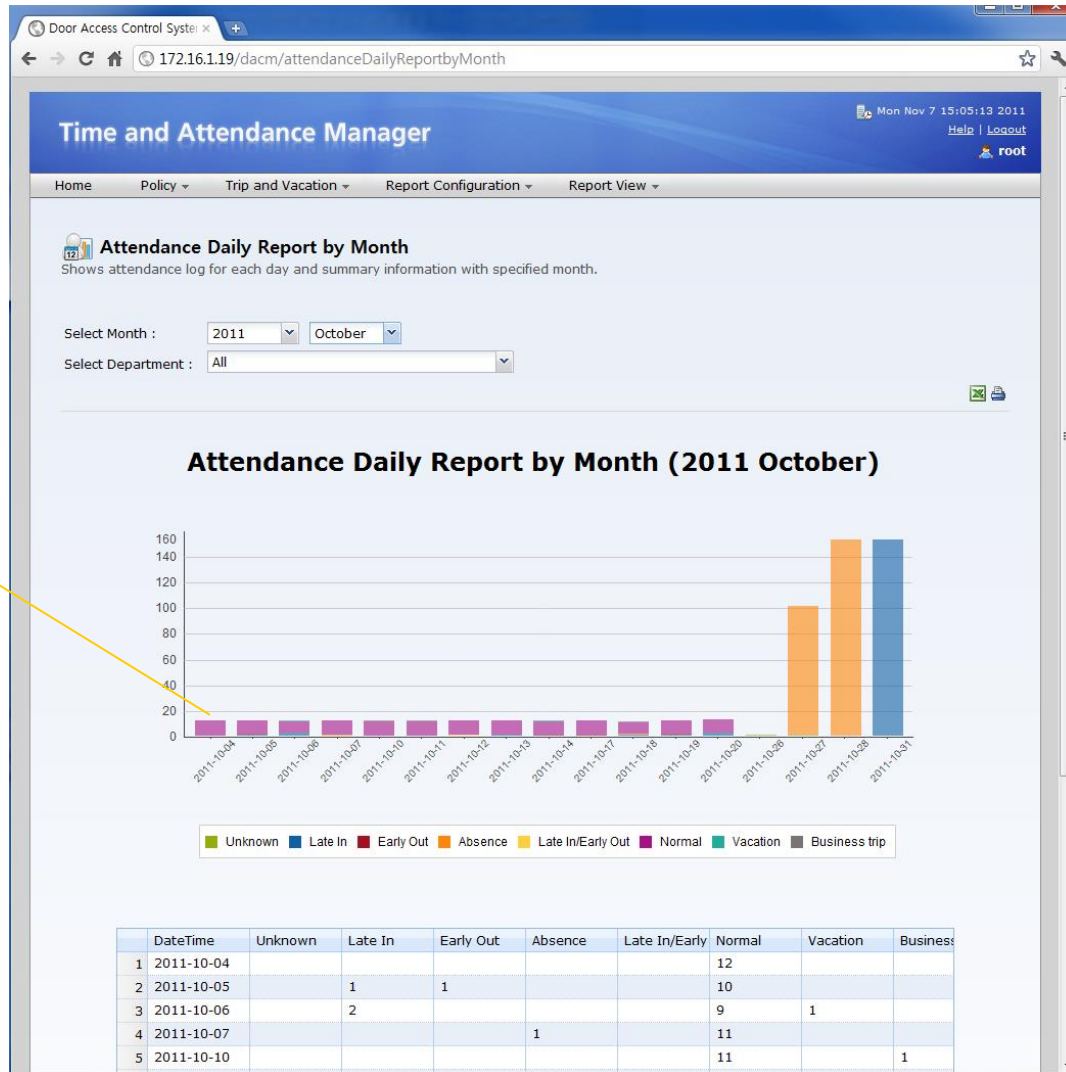 Door Access Control Syste
172.16.1.19/dacm/attendanceDailyReportbyMonth
Mon Nov 7 15:05:13 2011
Time and Attendance Manager
Help | Logout
root
Home Policy Trip and Vacation Report Configuration Report View
12
Attendance Daily Report by Month
Shows attendance log for each day and summary information with specified month.
Select Month : 2011 October
Select Department : All
Attendance Daily Report by Month (2011 October)
160
140
120
100
80
60
40
20
0
2011-10-04 2011-10-05 2011-10-06 2011-10-07 2011-10-10 2011-10-11 2011-10-12 2011-10-13 2011-10-14 2011-10-17 2011-10-18 2011-10-19 2011-10-20 2011-10-26 2011-10-27 2011-10-28 2011-10-31
Unknown Late In Early Out Absence Late In/Early Out Normal Vacation Business trip
DateTime Unknown Late In Early Out Absence Late In/Early Normal Vacation Business
1 2011-10-04 12
2 2011-10-05 1 1 10
3 2011-10-06 2 9 1
4 2011-10-07 1 11
5 2011-10-10 11 1